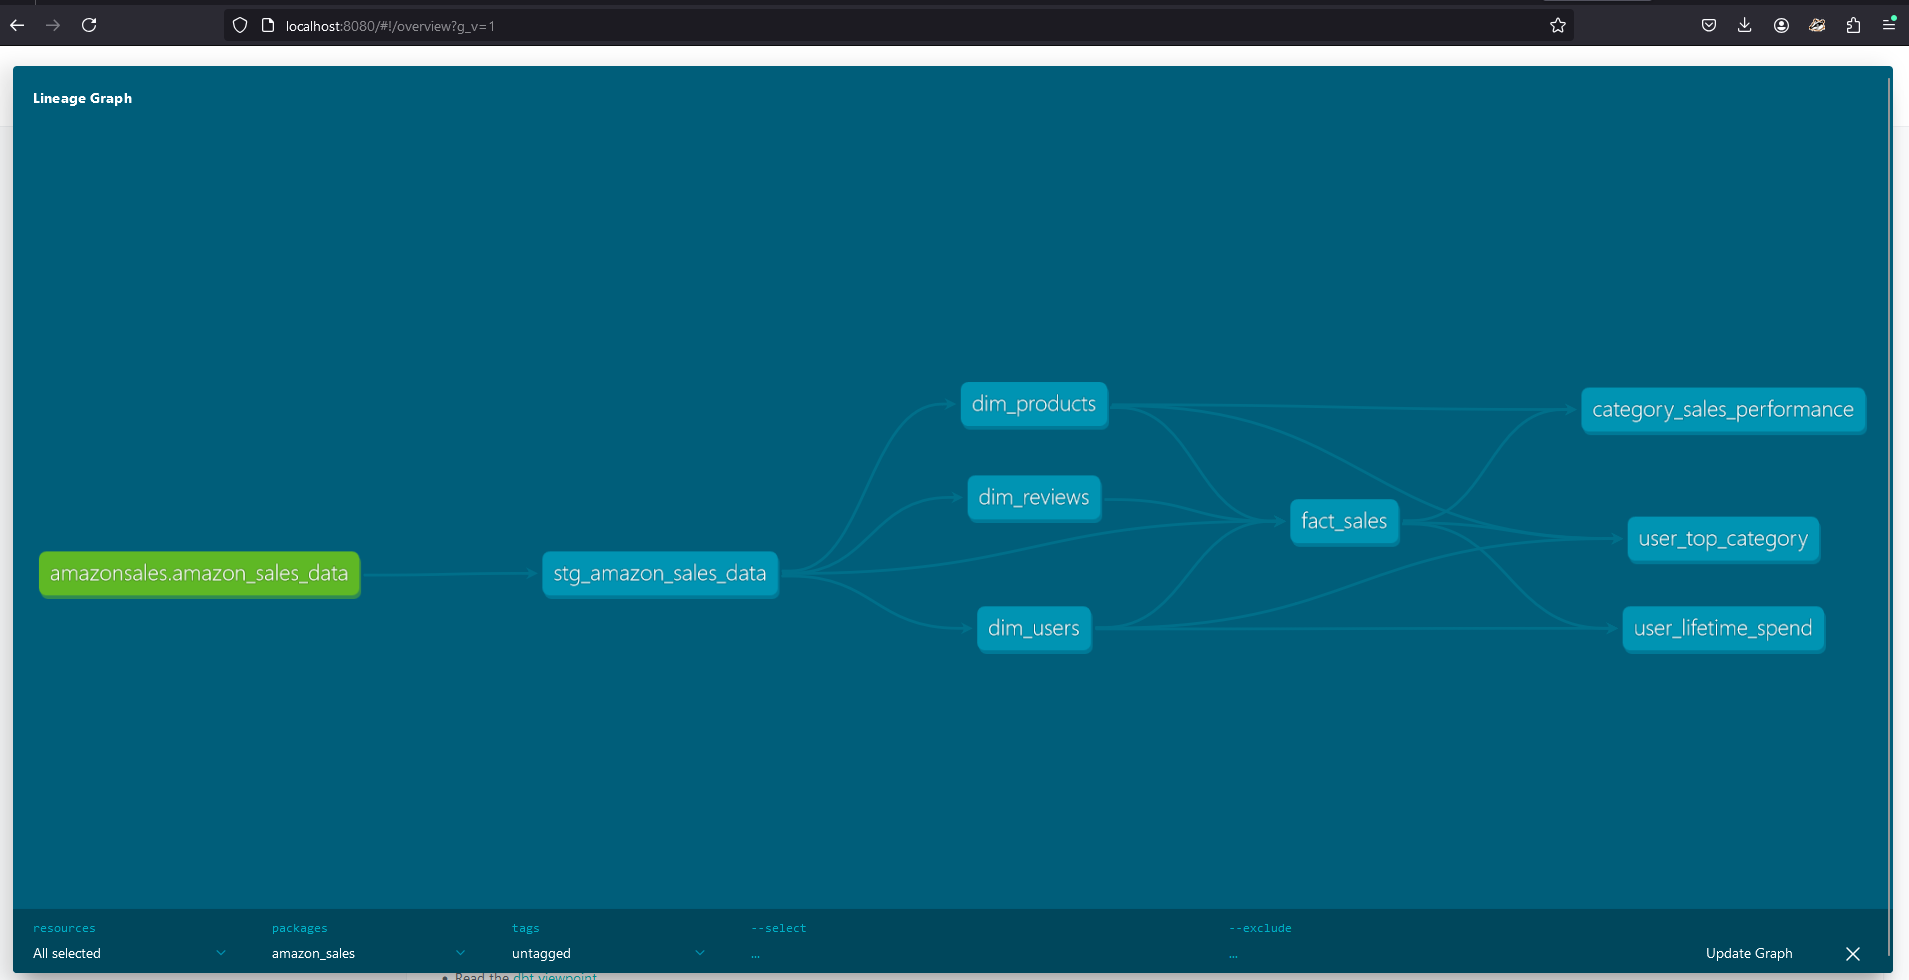 localhost:8080/#!/overview?g_v=1
Lineage Graph
dim_products
category_sales_performance
dim_reviews
fact_sales
user_top_category
amazonsales.amazon_sales_data
stg_amazon_sales_data
dim_users
user_lifetime_spend
resources packages tags --select --exclude
All selected amazon_sales untagged ... ... Update Graph
Read the dbt viewpoint